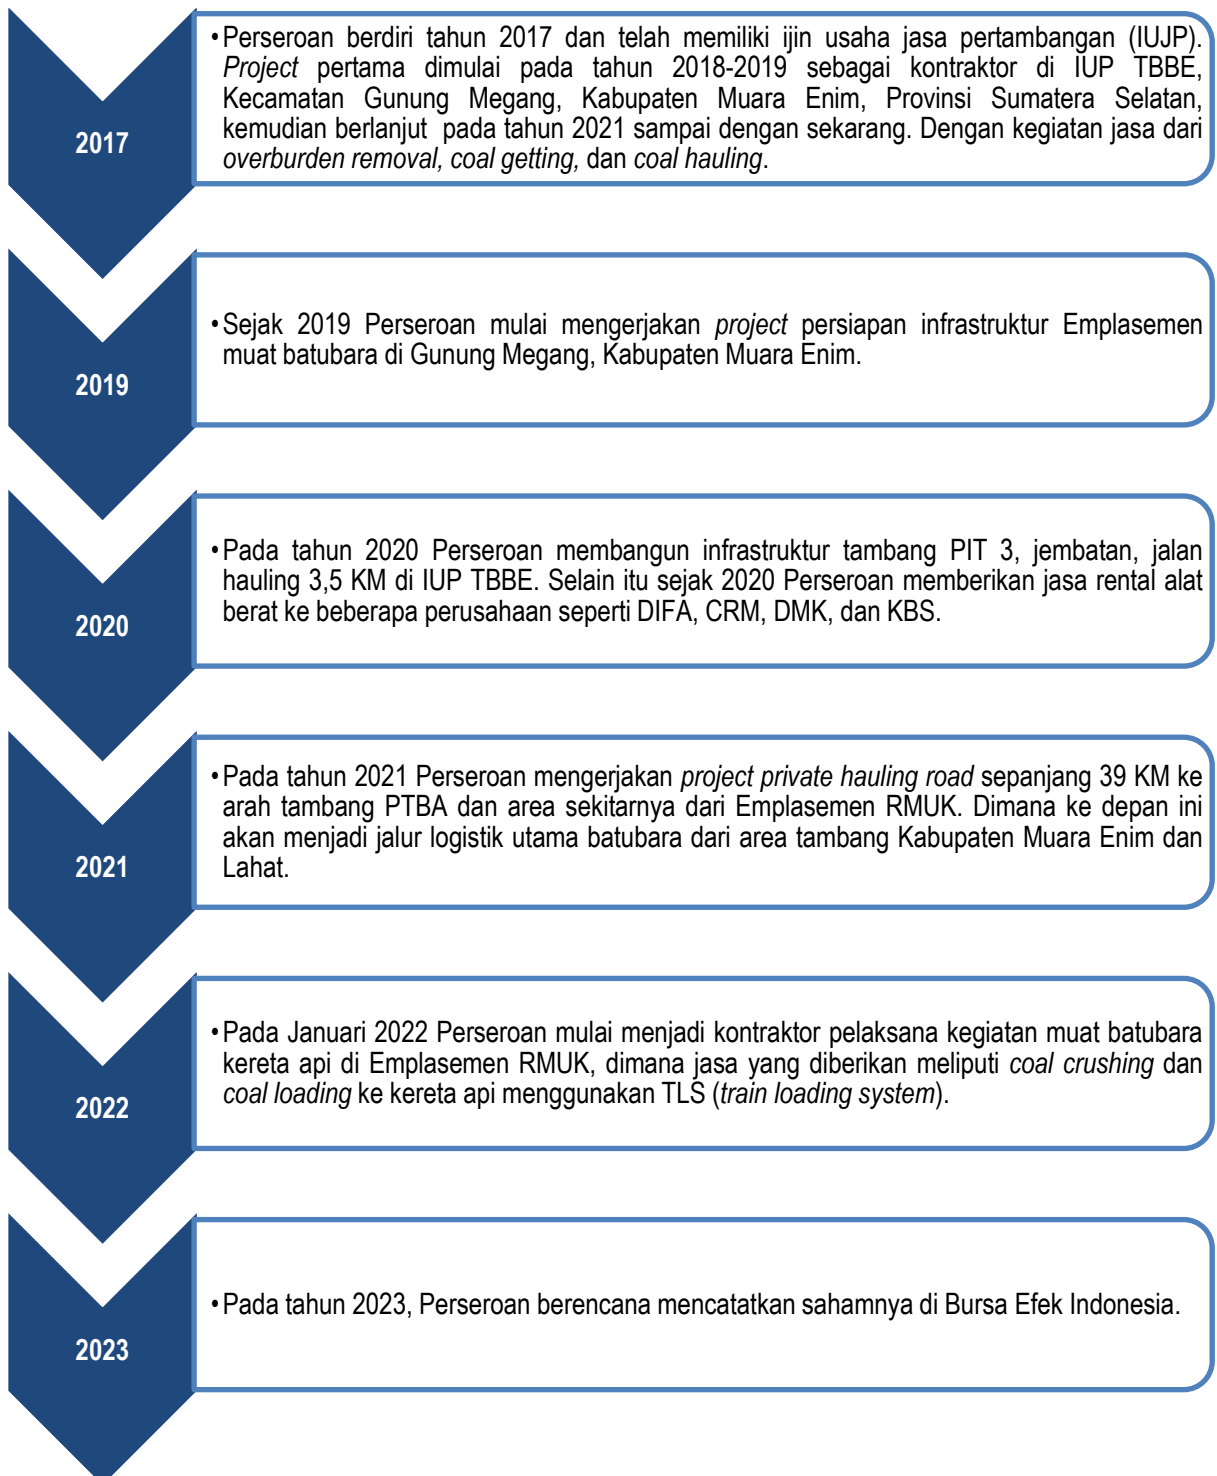 2017
•Perseroan berdiri tahun 2017 dan telah memiliki ijin usaha jasa pertambangan (IUJP).
Project pertama dimulai pada tahun 2018-2019 sebagai kontraktor di IUP TBBE,
Kecamatan Gunung Megang, Kabupaten Muara Enim, Provinsi Sumatera Selatan,
kemudian berlanjut pada tahun 2021 sampai dengan sekarang. Dengan kegiatan jasa dari
overburden removal, coal getting, dan coal hauling.
2019
•Sejak 2019 Perseroan mulai mengerjakan project persiapan infrastruktur Emplasemen
muat batubara di Gunung Megang, Kabupaten Muara Enim.
2020
•Pada tahun 2020 Perseroan membangun infrastruktur tambang PIT 3, jembatan, jalan
hauling 3,5 KM di IUP TBBE. Selain itu sejak 2020 Perseroan memberikan jasa rental alat
berat ke beberapa perusahaan seperti DIFA, CRM, DMK, dan KBS.
2021
•Pada tahun 2021 Perseroan mengerjakan project private hauling road sepanjang 39 KM ke
arah tambang PTBA dan area sekitarnya dari Emplasemen RMUK. Dimana ke depan ini
akan menjadi jalur logistik utama batubara dari area tambang Kabupaten Muara Enim dan
Lahat.
2022
•Pada Januari 2022 Perseroan mulai menjadi kontraktor pelaksana kegiatan muat batubara
kereta api di Emplasemen RMUK, dimana jasa yang diberikan meliputi coal crushing dan
coal loading ke kereta api menggunakan TLS (train loading system).
2023
•Pada tahun 2023, Perseroan berencana mencatatkan sahamnya di Bursa Efek Indonesia.